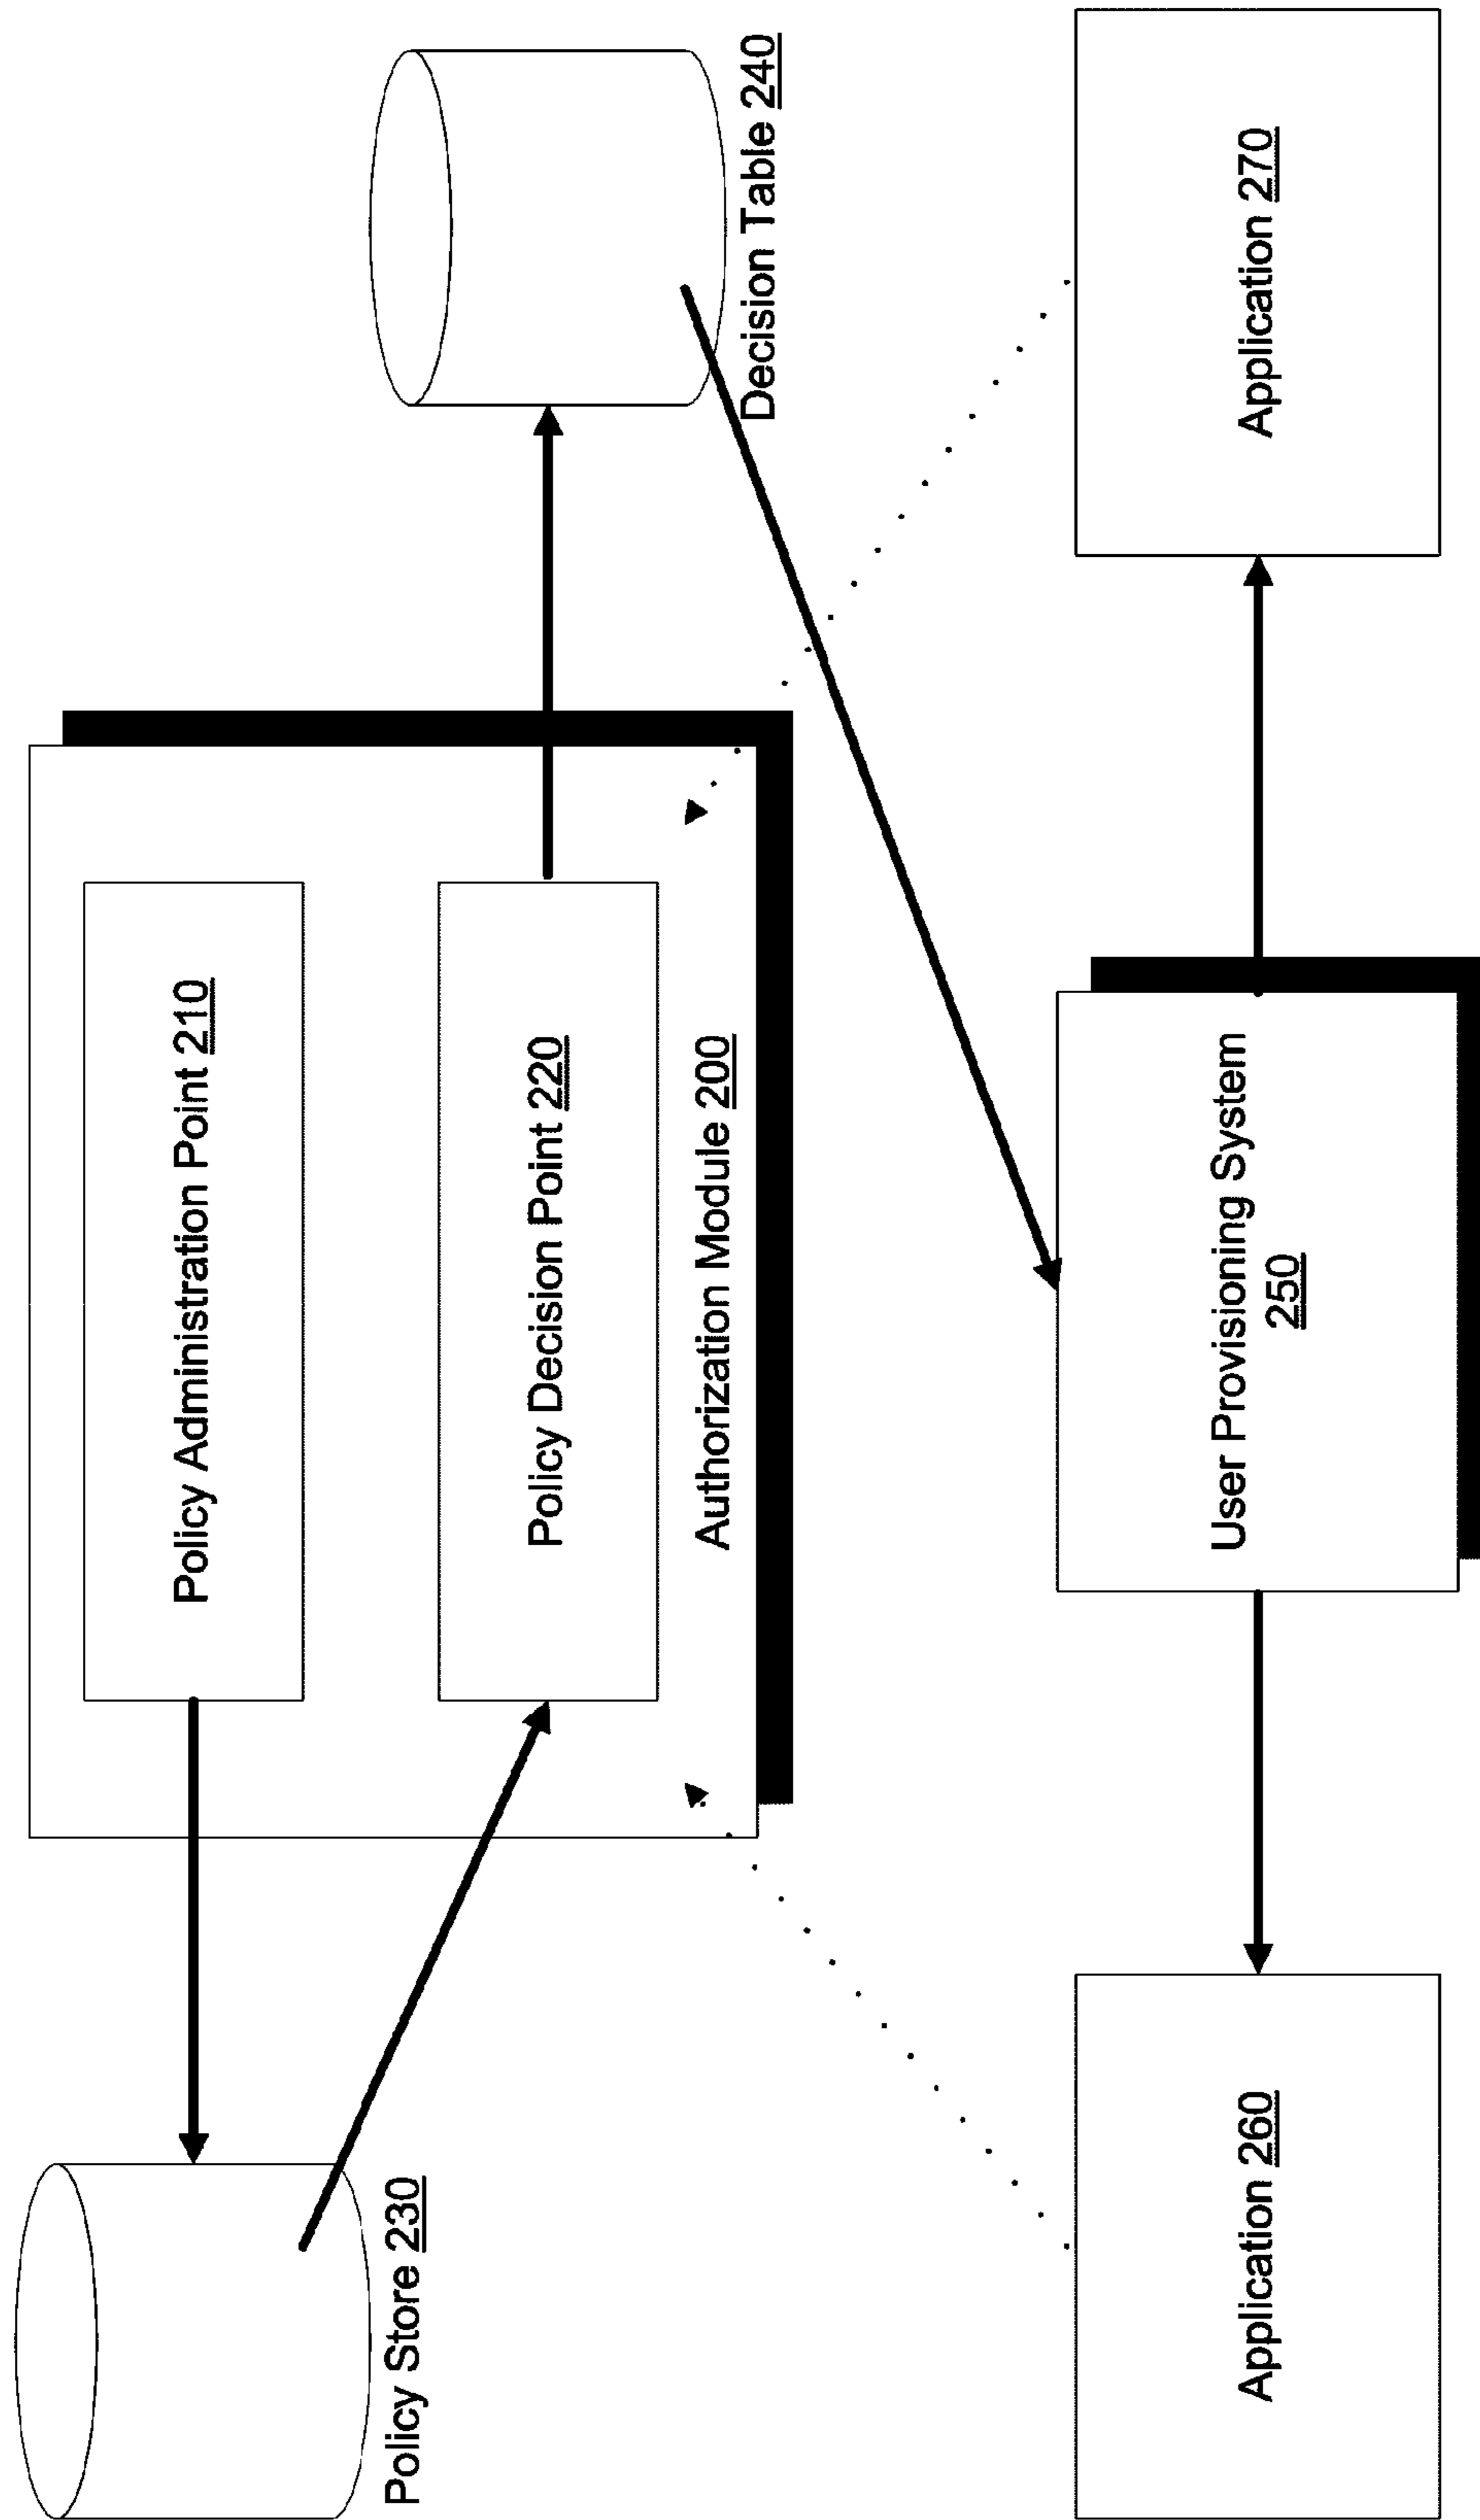 Policy Administration Point 210
Policy Store 230
Policy Decision Point 220
Decision Table 240
Authorization Module 200
Application 260
User Provisioning System
250
Application 270